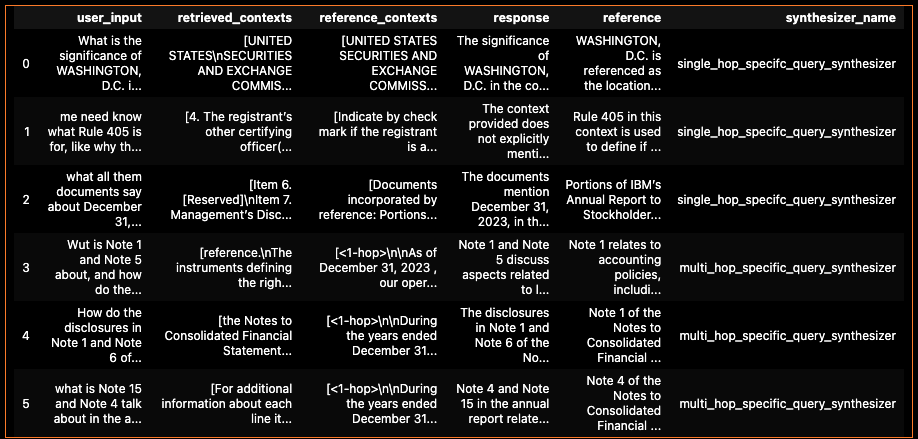 user_input retrieved_contexts reference_contexts response reference synthesizer_name
0 What is the significance of WASHINGTON, D.C. i... [UNITED STATES\nSECURITIES AND EXCHANGE COMMISS... [UNITED STATES SECURITIES AND EXCHANGE COMMISS... The significance of WASHINGTON, D.C. in the co... WASHINGTON, D.C. is referenced as the location... single_hop_specifc_query_synthesizer
1 me need know what Rule 405 is for, like why th... [4. The registrant's other certifying officer(... [Indicate by check mark if the registrant is a... The context provided does not explicitly menti... Rule 405 in this context is used to define if ... single_hop_specifc_query_synthesizer
2 what all them documents say about December 31,... [Item 6. [Reserved]\nItem 7. Management's Disc... [Documents incorporated by reference: Portions... The documents mention December 31, 2023, in th... Portions of IBM's Annual Report to Stockholder... single_hop_specifc_query_synthesizer
3 Wut is Note 1 and Note 5 about, and how do the... [reference.\nThe instruments defining the righ... [<1-hop>\n\nAs of December 31, 2023 , our oper... Note 1 and Note 5 discuss aspects related to l... Note 1 relates to accounting policies, includi... multi_hop_specific_query_synthesizer
4 How do the disclosures in Note 1 and Note 6 of... [the Notes to Consolidated Financial Statement... [<1-hop>\n\nDuring the years ended December 31... The disclosures in Note 1 and Note 6 of the No... Note 1 of the Notes to Consolidated Financial ... multi_hop_specific_query_synthesizer
5 what is Note 15 and Note 4 talk about in the a... [For additional information about each line it... [<1-hop>\n\nDuring the years ended December 31... Note 4 and Note 15 in the annual report relate... Note 4 of the Notes to Consolidated Financial ... multi_hop_specific_query_synthesizer